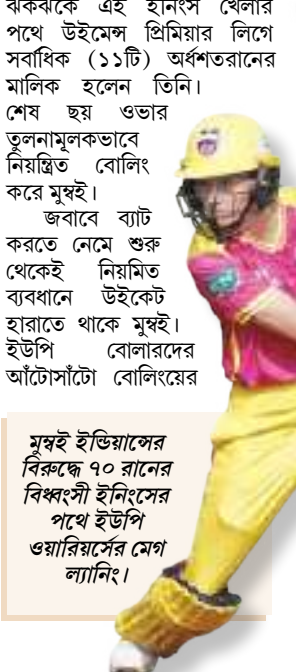 ঝকঝকে এই ইনিংস খেলার
পথে উইমেন্স প্রিমিয়ার লিগে
সর্বাধিক (১১টি) অর্ধশতরানের
মালিক হলেন তিনি।
শেষ ছয় ওভার
তুলনামূলকভাবে
নিয়ন্ত্রিত বোলিং
করে মুম্বই।
জবাবে ব্যাট
করতে নেমে শুরু
থেকেই নিয়মিত
ব্যবধানে উইকেট
হারাতে থাকে মুম্বই।
ইউপি বোলারদের
আঁটোসাঁটো বোলিংয়ের
মুম্বই ইন্ডিয়ান্সের
বিরুদ্ধে ৭০ রানের
বিধ্বংসী ইনিংসের
পথে ইউপি
ওয়ারিয়র্সের মেগ
ল্যানিং।